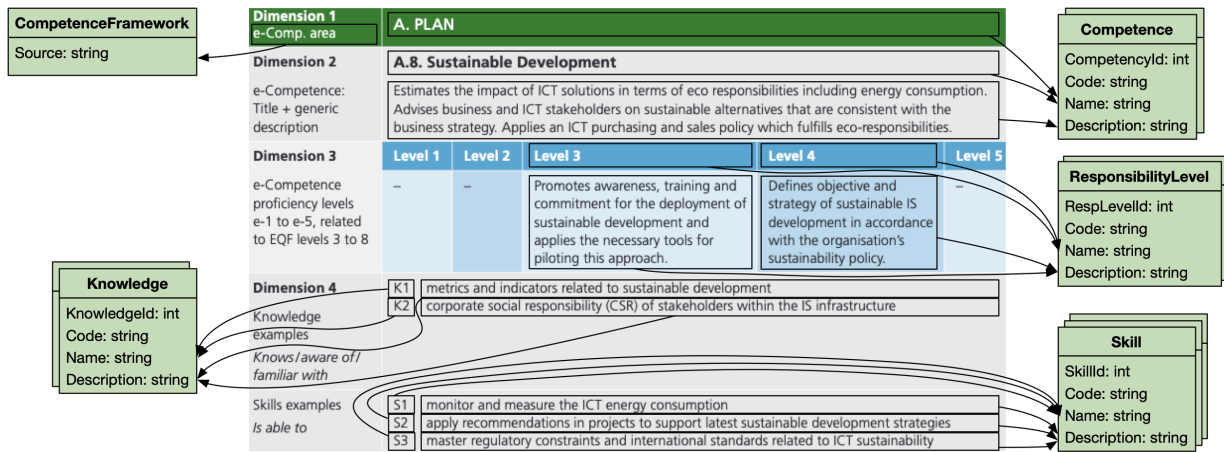 CompetenceFramework
Source: string
Dimension 1
e-Comp. area
A. PLAN
Dimension 2
A.8. Sustainable Development
e-Competence:
Title + generic
description
Estimates the impact of ICT solutions in terms of eco responsibilities including energy consumption.
Advises business and ICT stakeholders on sustainable alternatives that are consistent with the
business strategy. Applies an ICT purchasing and sales policy which fulfills eco-responsibilities.
Competence
CompetencyId: int
Code: string
Name: string
Description: string
Dimension 3
Level 1
Level 2
Level 3
Level 4
Level 5
e-Competence
proficiency levels
e-1 to e-5, related
to EQF levels 3 to 8
–
–
Promotes awareness, training and
commitment for the deployment of
sustainable development and
applies the necessary tools for
piloting this approach.
Defines objective and
strategy of sustainable IS
development in accordance
with the organisation's
sustainability policy.
–
ResponsibilityLevel
RespLevelId: int
Code: string
Name: string
Description: string
Knowledge
KnowledgeId: int
Code: string
Name: string
Description: string
Dimension 4
Knowledge
examples
Knows/aware of/
familiar with
K1 metrics and indicators related to sustainable development
K2 corporate social responsibility (CSR) of stakeholders within the IS infrastructure
Skills examples
Is able to
S1 monitor and measure the ICT energy consumption
S2 apply recommendations in projects to support latest sustainable development strategies
S3 master regulatory constraints and international standards related to ICT sustainability
Skill
SkillId: int
Code: string
Name: string
Description: string